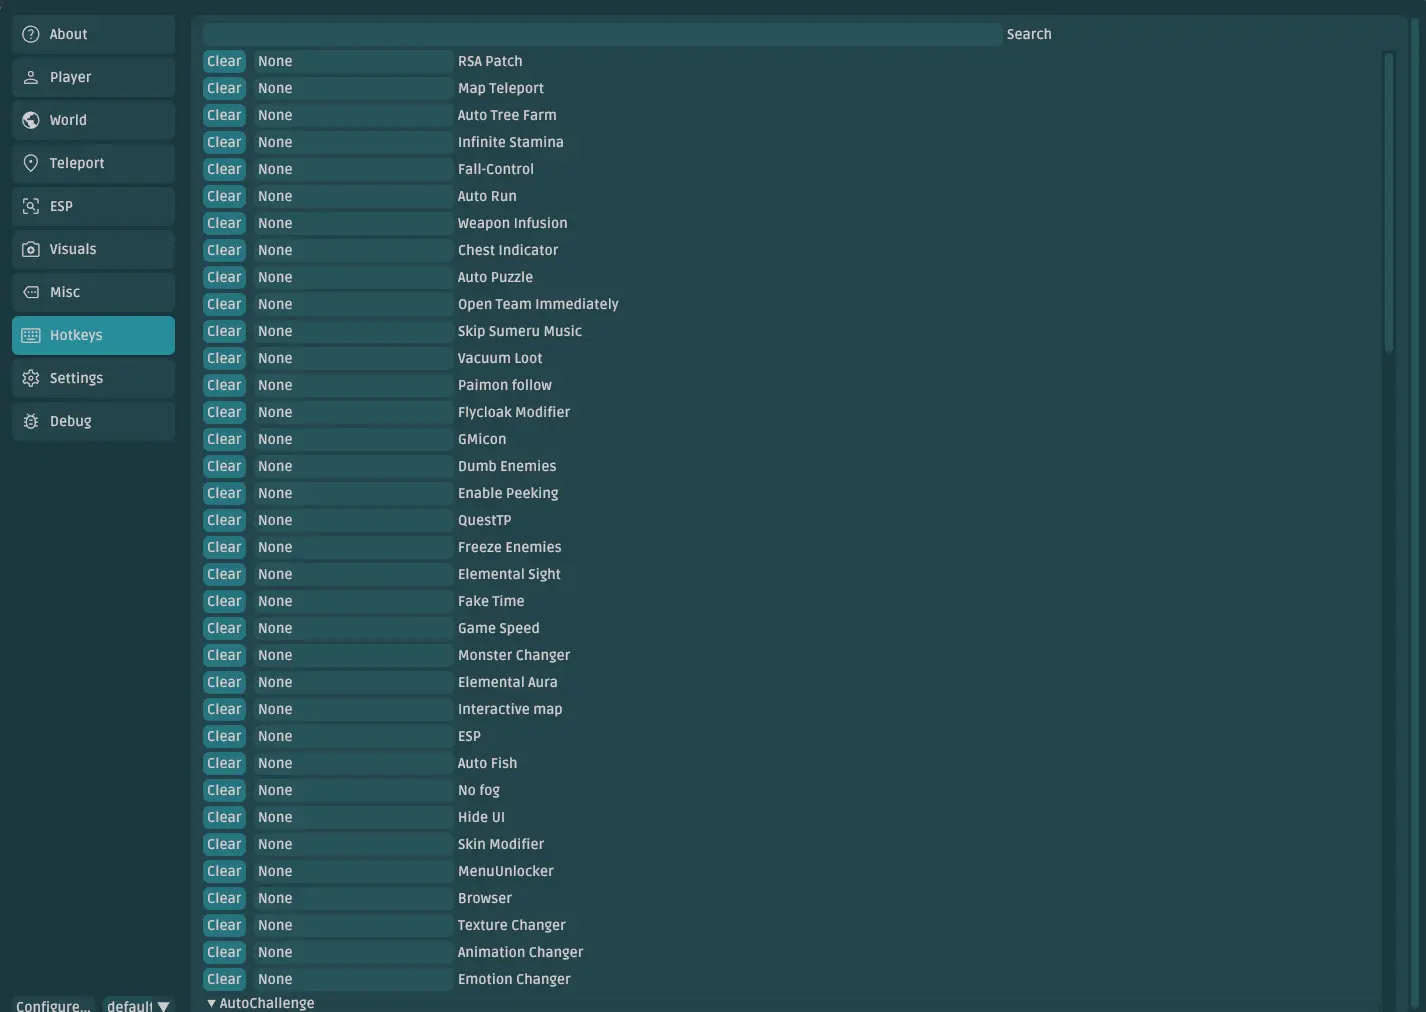 About
Player
World
Teleport
ESP
Visuals
Misc
Hotkeys
Settings
Debug
Configure... default
Search
Clear None RSA Patch
Clear None Map Teleport
Clear None Auto Tree Farm
Clear None Infinite Stamina
Clear None Fall-Control
Clear None Auto Run
Clear None Weapon Infusion
Clear None Chest Indicator
Clear None Auto Puzzle
Clear None Open Team Immediately
Clear None Skip Sumeru Music
Clear None Vacuum Loot
Clear None Paimon follow
Clear None Flycloak Modifier
Clear None GMicon
Clear None Dumb Enemies
Clear None Enable Peeking
Clear None QuestTP
Clear None Freeze Enemies
Clear None Elemental Sight
Clear None Fake Time
Clear None Game Speed
Clear None Monster Changer
Clear None Elemental Aura
Clear None Interactive map
Clear None ESP
Clear None Auto Fish
Clear None No fog
Clear None Hide UI
Clear None Skin Modifier
Clear None MenuUnlocker
Clear None Browser
Clear None Texture Changer
Clear None Animation Changer
Clear None Emotion Changer
AutoChallenge